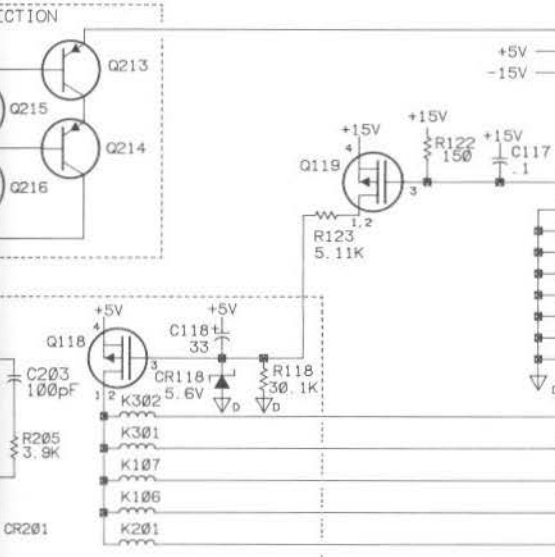 CTION
Q213
Q215
Q214
Q216
+5V
-15V
+15V
+15V
+15V
4
Q119
3
1,2
R122
150
C117
.1
R123
5.11K
+5V
+5V
4
Q118
3
1 2
C118+
33
CR118
5.6V
D
R118
30.1K
D
D
C203
100pF
R205
3.9K
K302
K301
K107
K106
K201
CR201